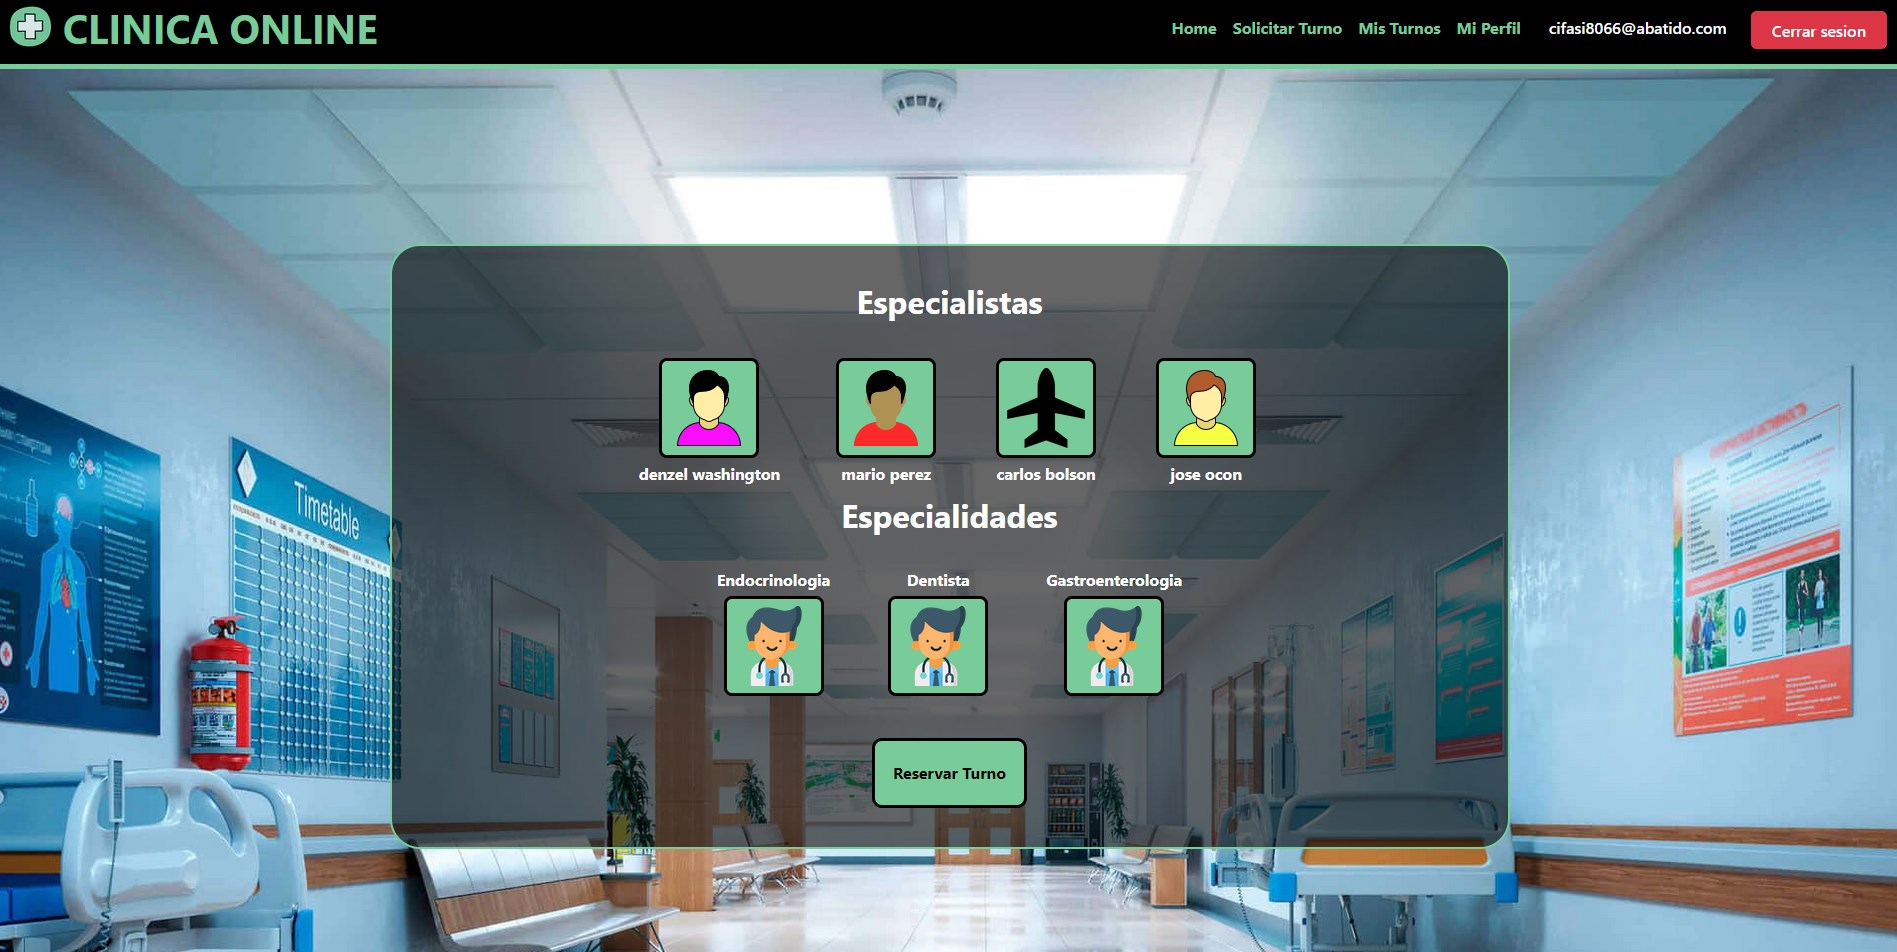 CLINICA ONLINE
Home Solicitar Turno Mis Turnos Mi Perfil cifasi8066@abatido.com Cerrar sesion
Especialistas
denzel washington mario perez carlos bolson jose ocon
Especialidades
Endocrinologia Dentista Gastroenterologia
Reservar Turno
Timetable